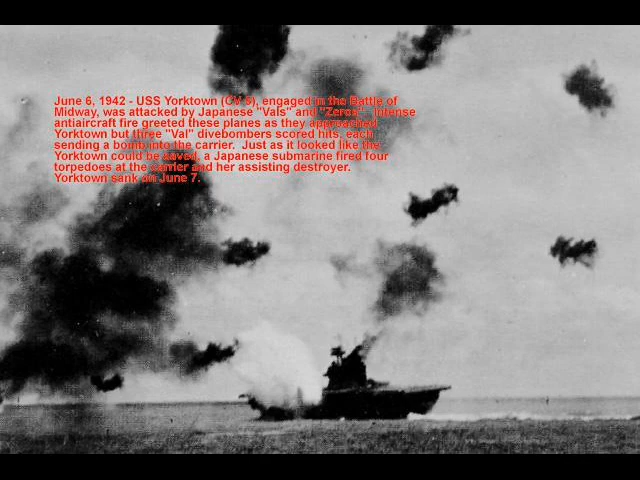 June 6, 1942 - USS Yorktown (CV 5), engaged in the Battle of
Midway, was attacked by Japanese "Vals" and "Zeros". Intense
antiaircraft fire greeted these planes as they approached
Yorktown but three "Val" divebombers scored hits, each
sending a bomb into the carrier. Just as it looked like the
Yorktown could be saved, a Japanese submarine fired four
torpedoes at the carrier and her assisting destroyer.
Yorktown sank on June 7.